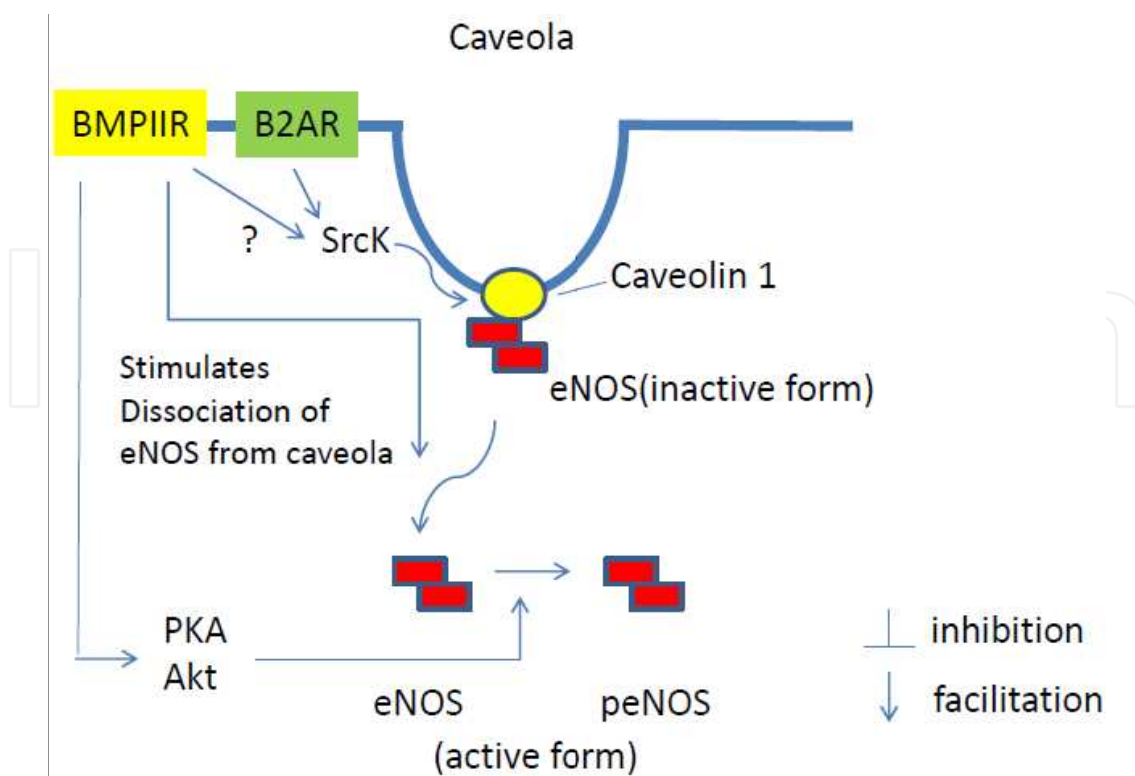 Caveola
BMPIIR
B2AR
?
SrcK
Caveolin 1
eNOS(inactive form)
Stimulates
Dissociation of
eNOS from caveola
PKA
Akt
eNOS
peNOS
(active form)
inhibition
facilitation